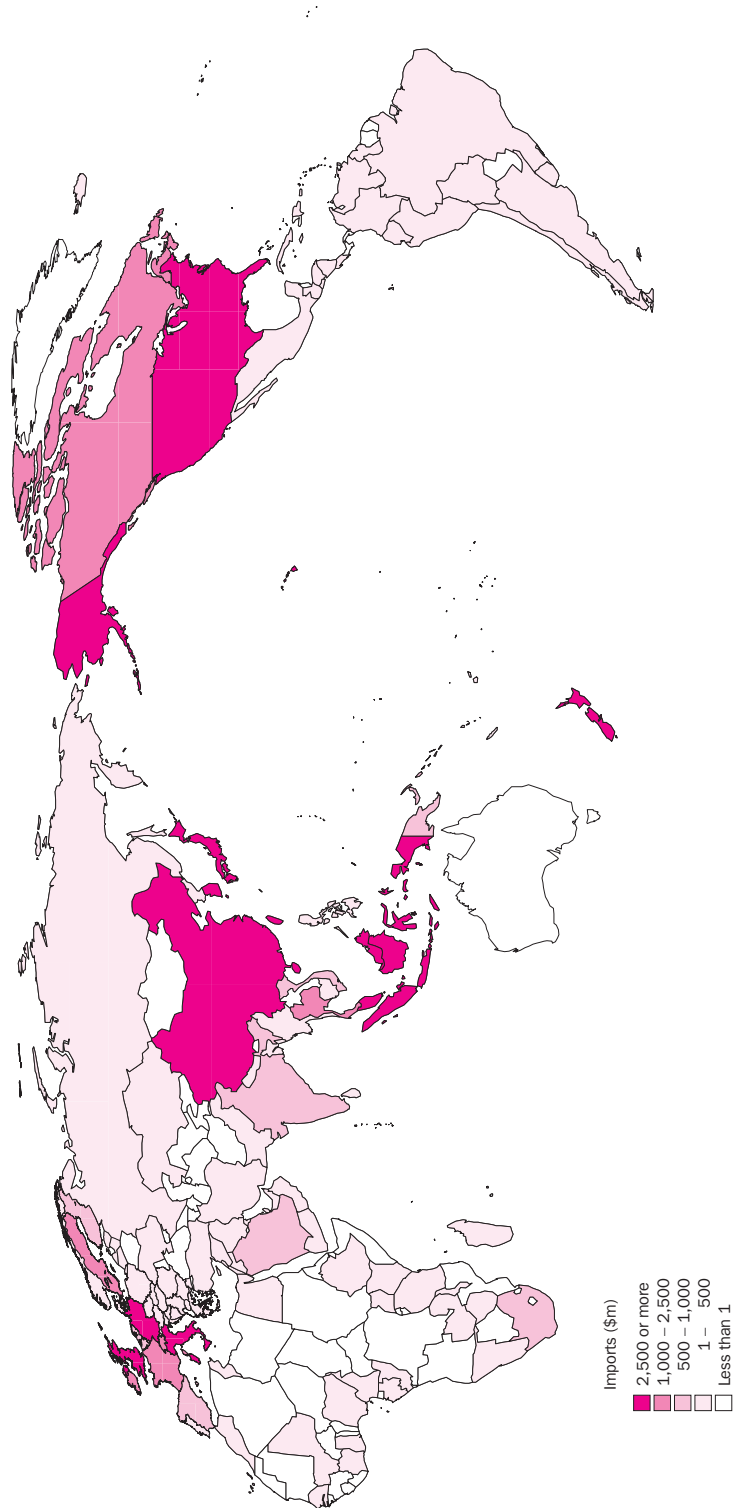 Imports ($m)
2,500 or more
1,000 – 2,500
500 – 1,000
1 – 500
Less than 1